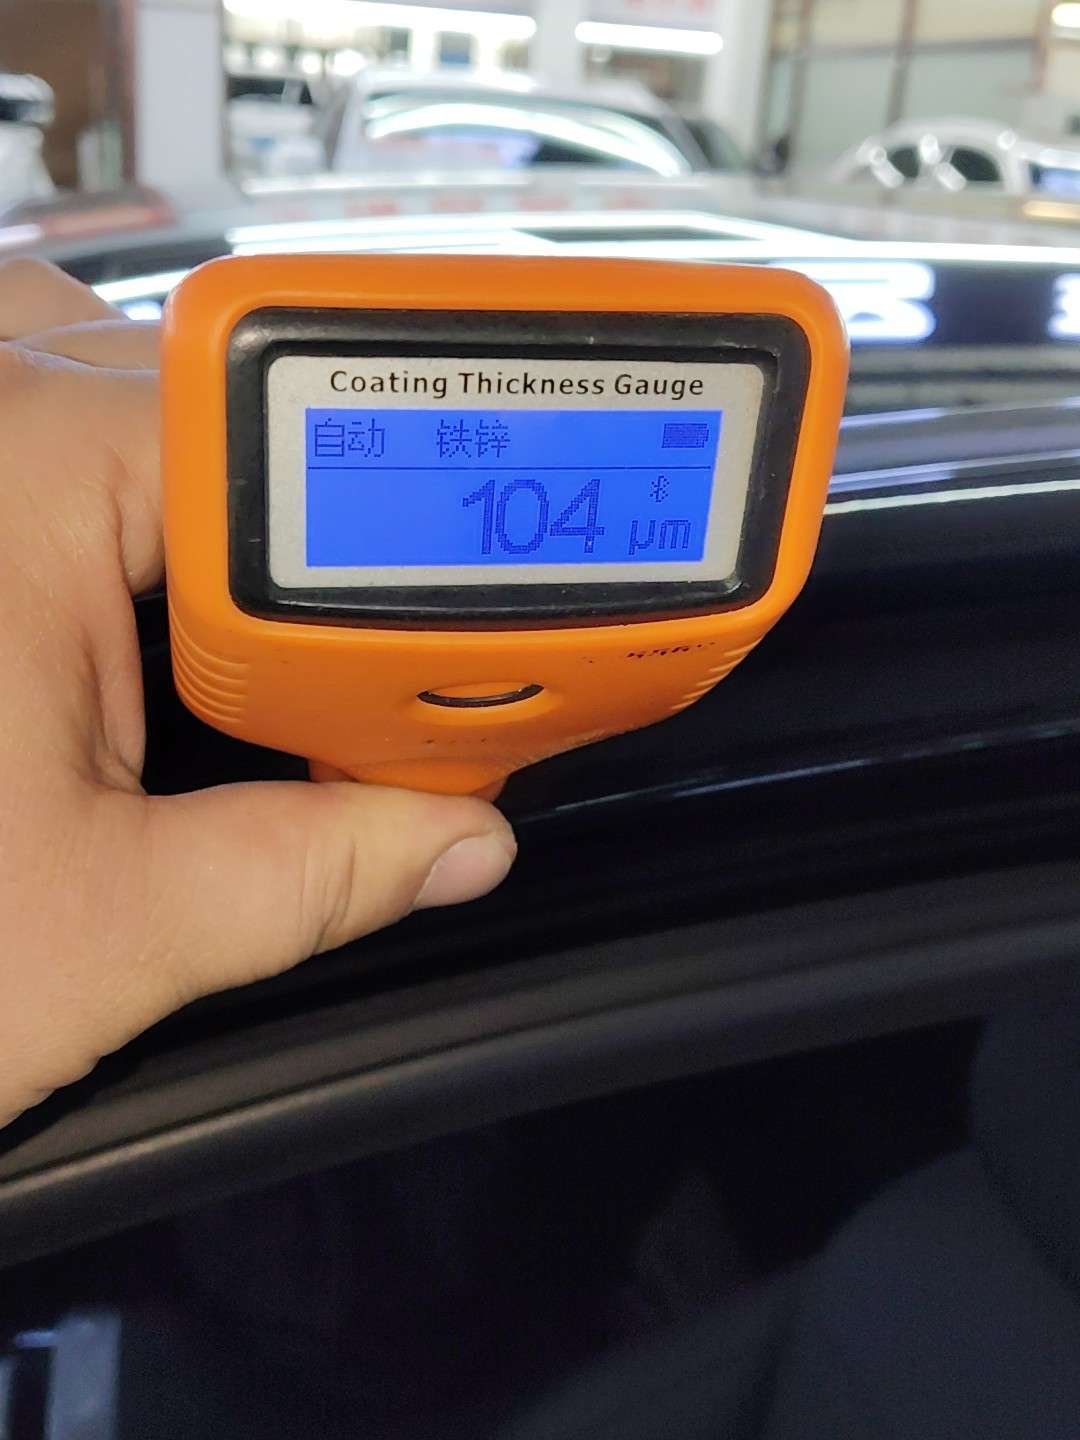 Coating Thickness Gauge
自动 铁锌
104 µm